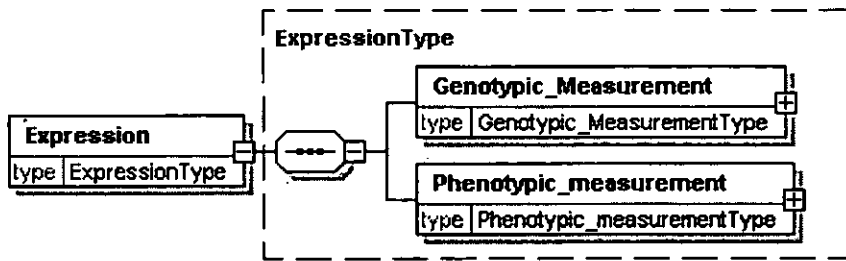 ExpressionType
Genotypic_Measurement
type Genotypic_MeasurementType
Expression
type ExpressionType
Phenotypic_measurement
type Phenotypic_measurementType